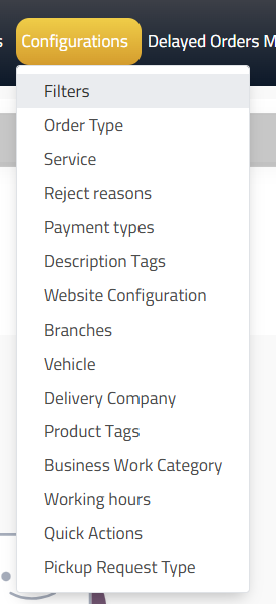 s Configurations Delayed Orders M
Filters
Order Type
Service
Reject reasons
Payment types
Description Tags
Website Configuration
Branches
Vehicle
Delivery Company
Product Tags
Business Work Category
Working hours
Quick Actions
Pickup Request Type